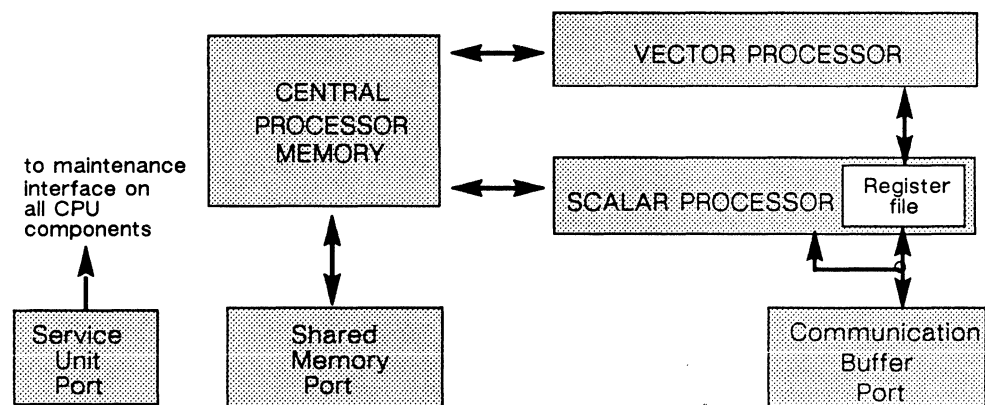 VECTOR PROCESSOR
CENTRAL
PROCESSOR
MEMORY
to maintenance
interface on
all CPU
components
SCALAR PROCESSOR
Register
file
Service
Unit
Port
Shared
Memory
Port
Communication
Buffer
Port